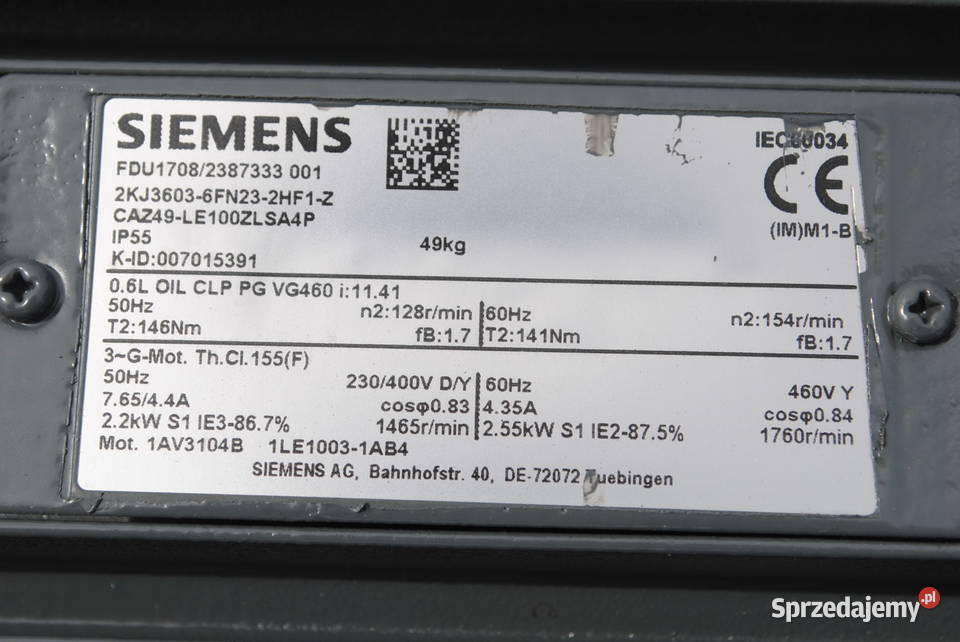 SIEMENS
IEC60034
FDU1708/2387333 001
2KJ3603-6FN23-2HF1-Z
CE
CAZ49-LE100ZLSA4P
IP55
49kg
(IM)M1-B
K-ID:007015391
0.6L OIL CLP PG VG460 i:11.41
50Hz n2:128r/min 60Hz n2:154r/min
T2:146Nm fB:1.7 T2:141Nm fB:1.7
3~G-Mot. Th.Cl.155(F)
50Hz 230/400V D/Y 60Hz 460V Y
7.65/4.4A cosφ0.83 4.35A cosφ0.84
2.2kW S1 IE3-86.7% 1465r/min 2.55kW S1 IE2-87.5% 1760r/min
Mot. 1AV3104B 1LE1003-1AB4
SIEMENS AG, Bahnhofstr. 40, DE-72072 Tuebingen
Sprzedajemy.pl